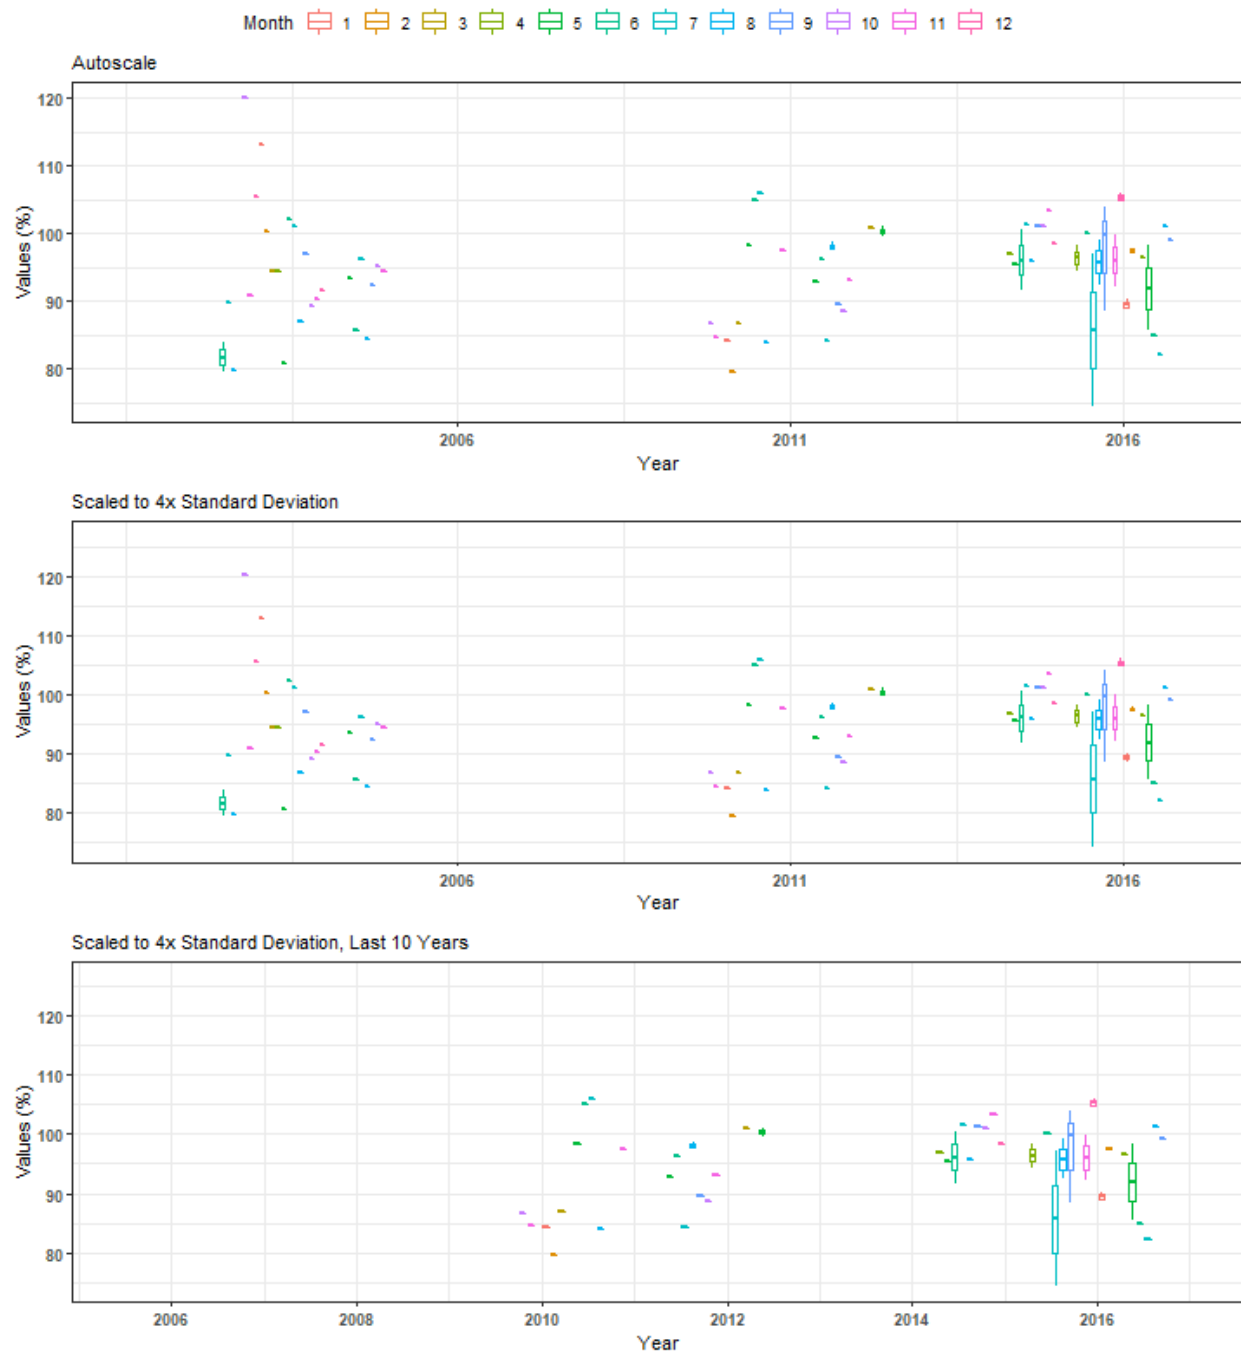 Month 1 2 3 4 5 6 7 8 9 10 11 12
Autoscale
120
110
100
90
80
Values (%)
2006 2011 2016
Year
Scaled to 4x Standard Deviation
120
110
100
90
80
Values (%)
2006 2011 2016
Year
Scaled to 4x Standard Deviation, Last 10 Years
120
110
100
90
80
Values (%)
2006 2008 2010 2012 2014 2016
Year